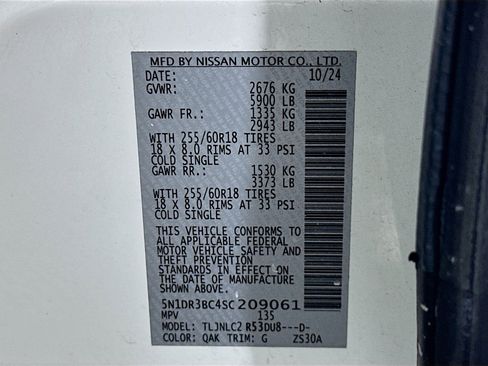 MFD BY NISSAN MOTOR CO., LTD.
DATE: 10/24
GVWR: 2676 KG
5900 LB
GAWR FR.: 1335 KG
2943 LB
WITH 255/60R18 TIRES
18 X 8.0 RIMS AT 33 PSI
COLD SINGLE
GAWR RR.: 1530 KG
3373 LB
WITH 255/60R18 TIRES
18 X 8.0 RIMS AT 33 PSI
COLD SINGLE
THIS VEHICLE CONFORMS TO
ALL APPLICABLE FEDERAL
MOTOR VEHICLE SAFETY
AND THEFT PREVENTION
STANDARDS IN EFFECT ON
THE DATE OF MANUFACTURE
SHOWN ABOVE.
5N1DR3BC4SC209061
MPV 135
MODEL: TLJNLC2 R53DU8---D-
COLOR: QAK TRIM: G ZS30A